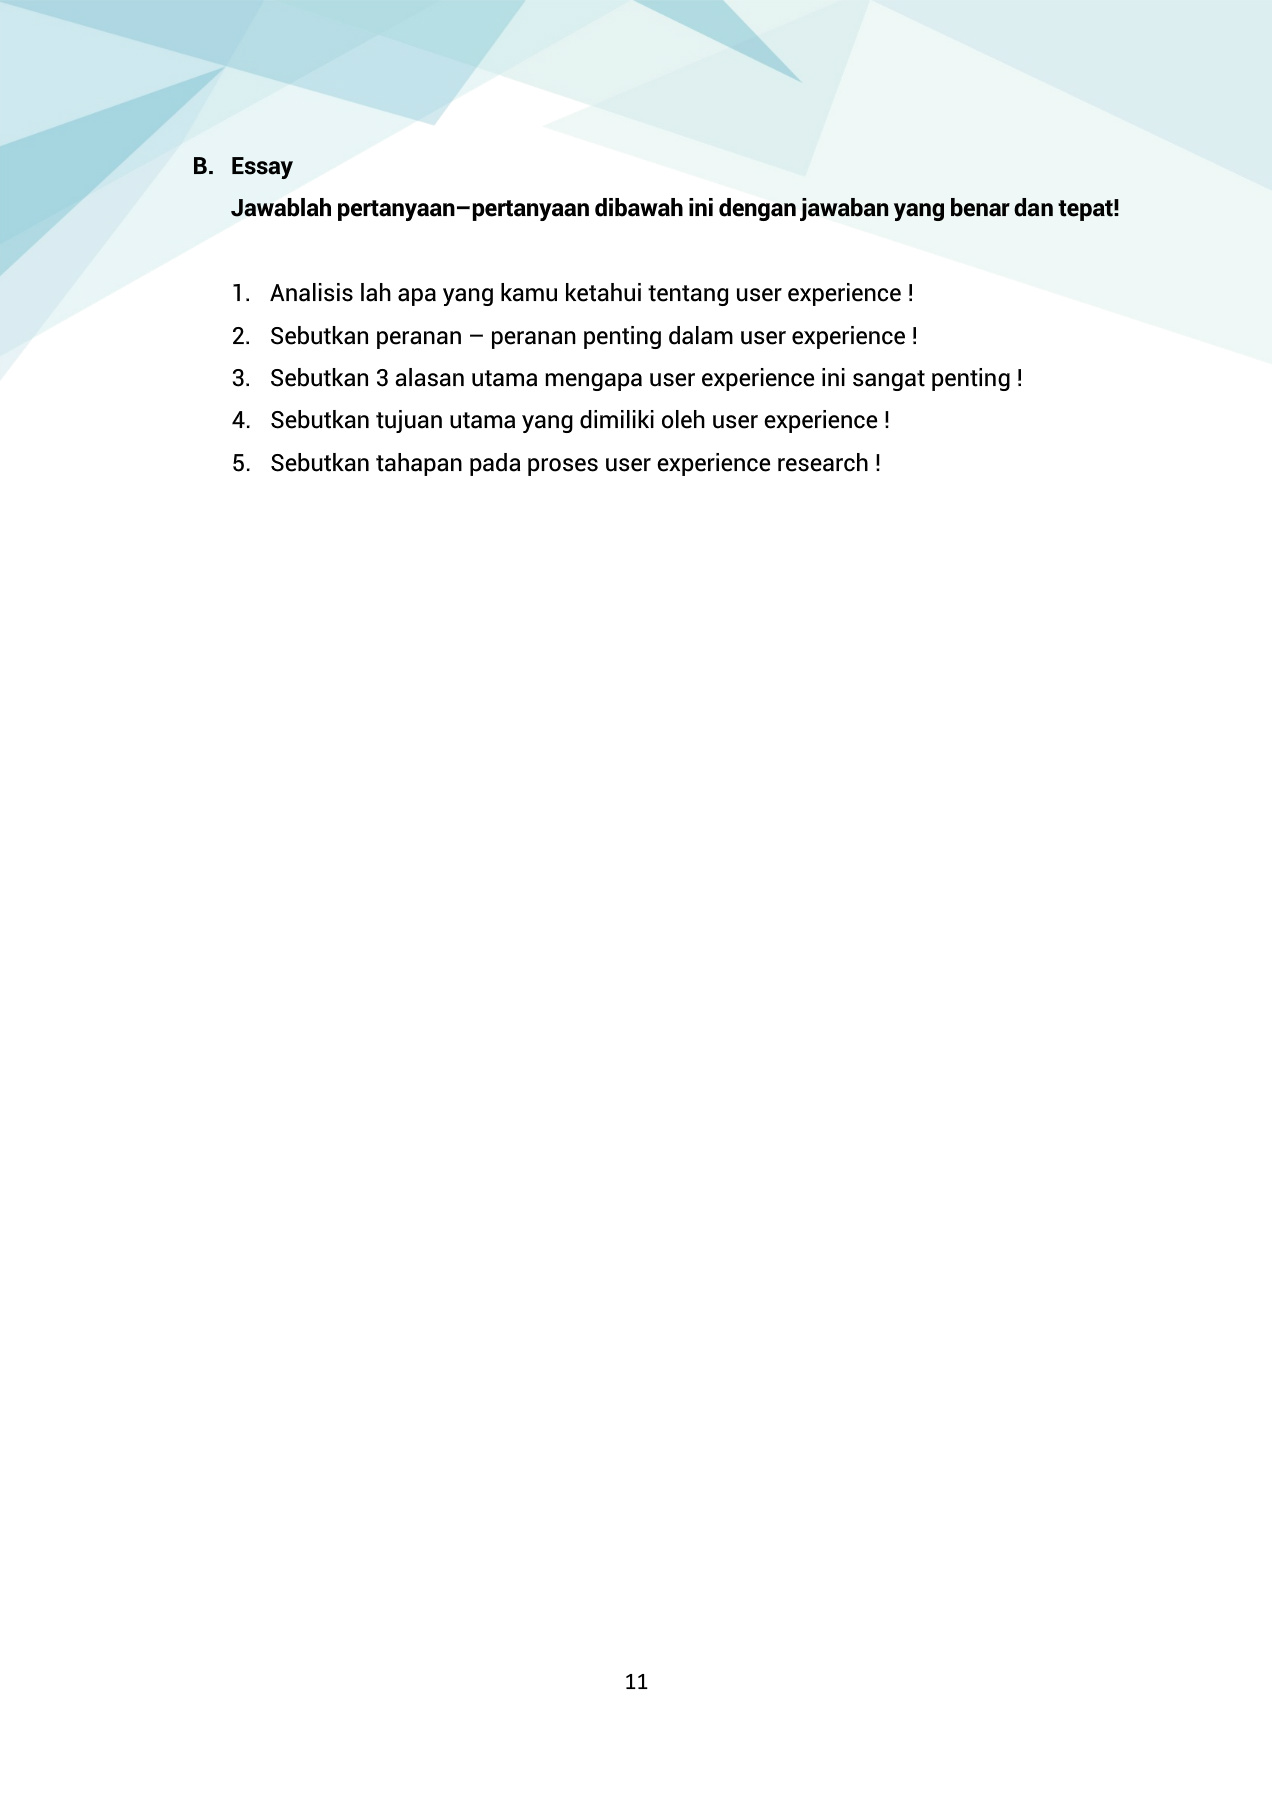 B. Essay
Jawablah pertanyaan–pertanyaan dibawah ini dengan jawaban yang benar dan tepat!
1. Analisis lah apa yang kamu ketahui tentang user experience !
2. Sebutkan peranan – peranan penting dalam user experience !
3. Sebutkan 3 alasan utama mengapa user experience ini sangat penting !
4. Sebutkan tujuan utama yang dimiliki oleh user experience !
5. Sebutkan tahapan pada proses user experience research !
11